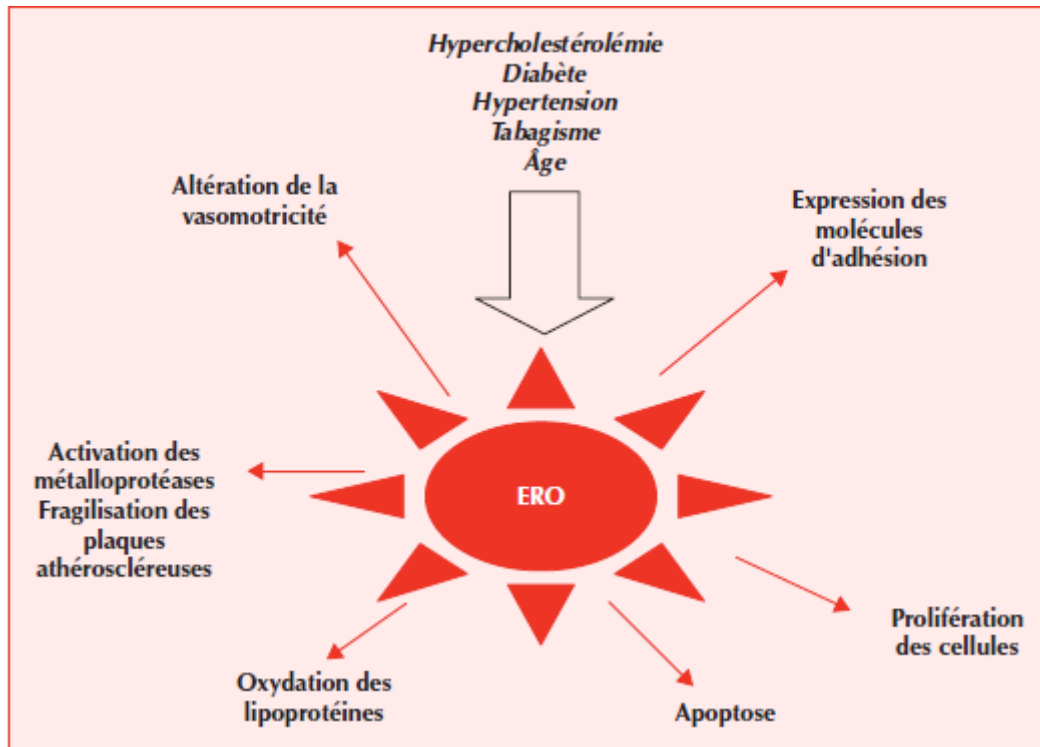 Hypercholestérolémie
Diabète
Hypertension
Tabagisme
Âge
Altération de la
vasomotricité
Expression des
molécules
d'adhésion
Activation des
métalloprotéases
Fragilisation des
plaques
athéroscléreuses
ERO
Prolifération
des cellules
Oxydation des
lipoprotéines
Apoptose